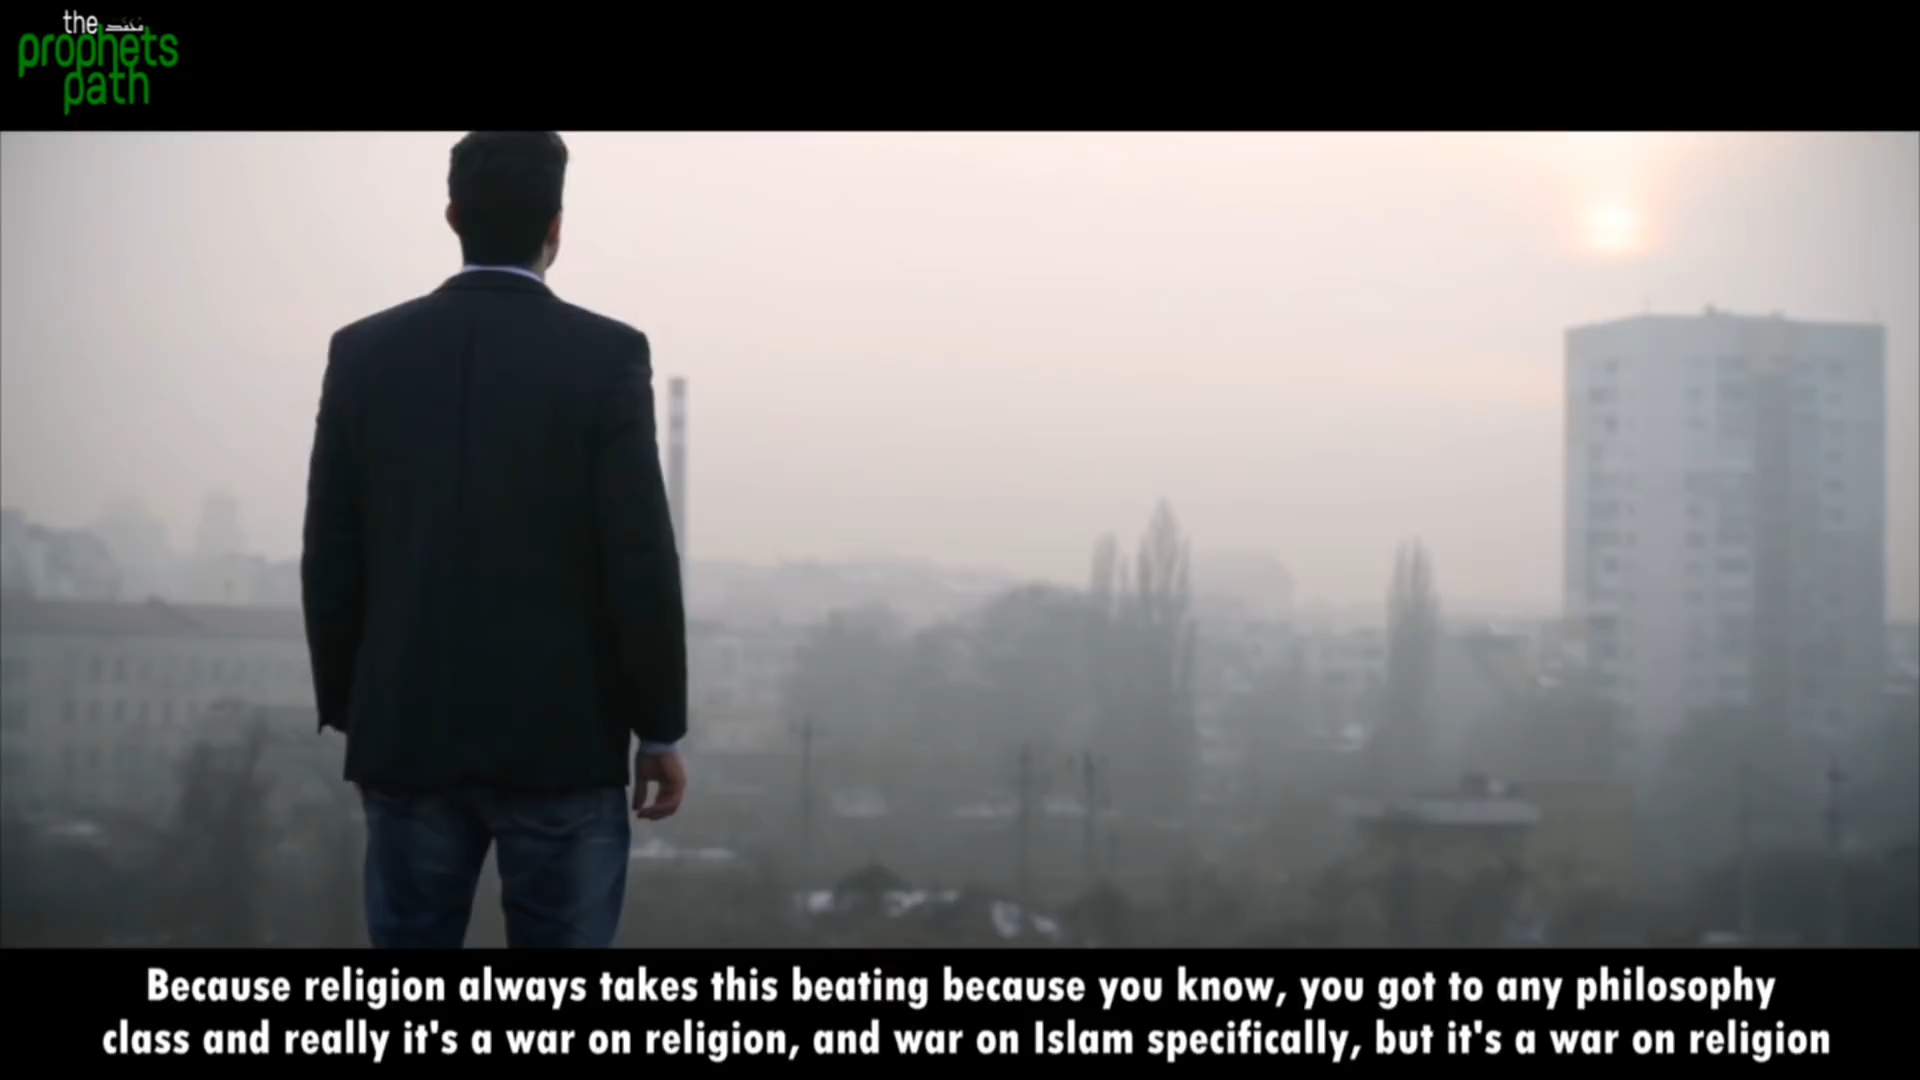 the محمد
prophets
path
Because religion always takes this beating because you know, you got to any philosophy
class and really it's a war on religion, and war on Islam specifically, but it's a war on religion